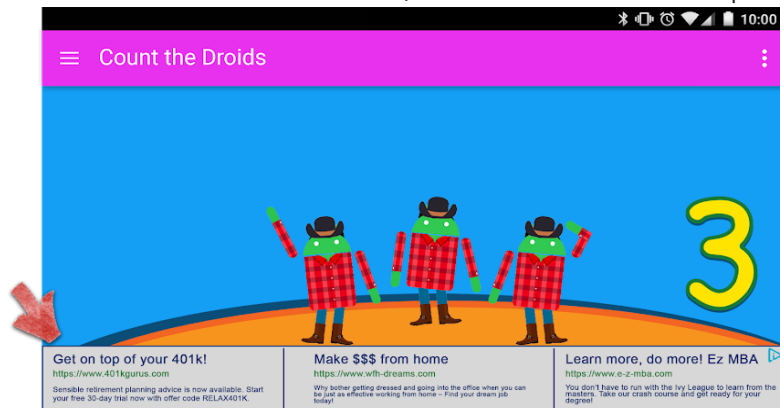 10:00
Count the Droids
3
Get on top of your 401k!
https://www.401kgurus.com
Sensible retirement planning advice is now available. Start
your free 30-day trial now with offer code RELAX401K.
Make $$$ from home
https://www.wfh-dreams.com
Why bother getting dressed and going into the office when you can
be just as effective working from home – Find your dream job
today!
Learn more, do more! Ez MBA
https://www.e-z-mba.com
You don't have to run with the Ivy League to learn from the
masters. Take our crash course and get ready for your
degree!